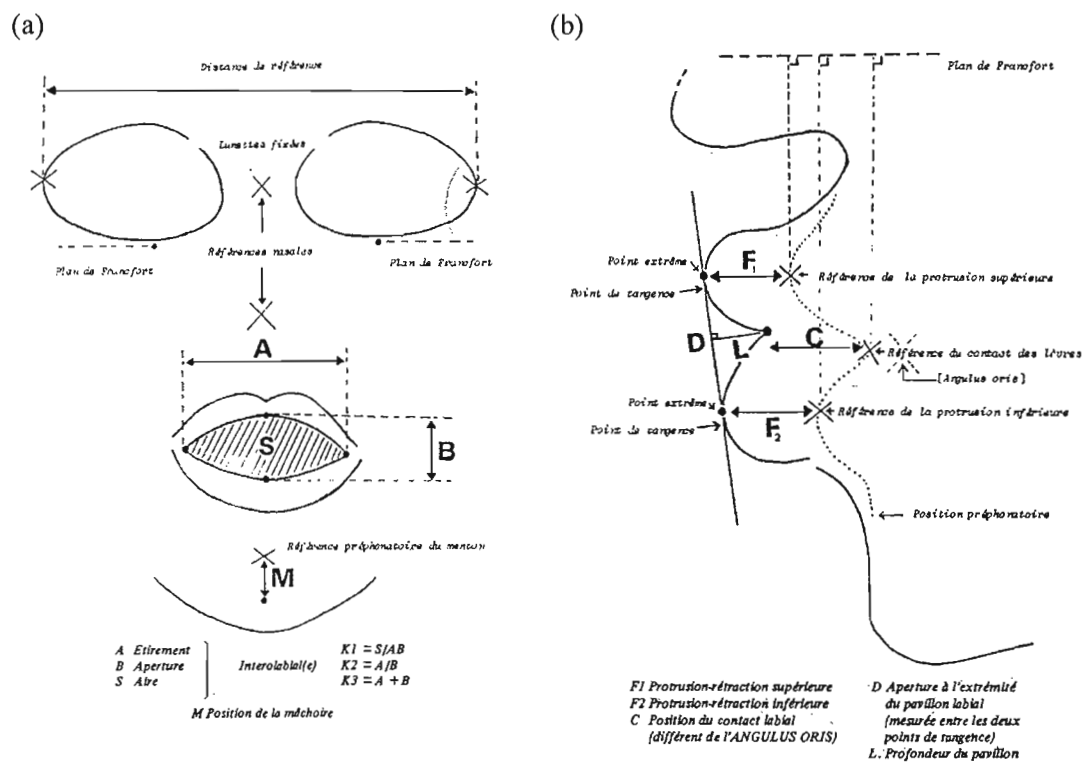 (a)
Distance de référence
Lunettes fixées
Références nasales
Plan de Francfort
Plan de Francfort
A
S
B
Référence préphonatoire du menton
M
A Etirement
B Aperture
S Aire
Interolabial(e)
K1 = S/AB
K2 = A/B
K3 = A + B
M Position de la mâchoire
(b)
Plan de Francfort
Point extrême
Point de tangence
F1
Référence de la protrusion supérieure
D
L
C
Référence du contact des lèvres
[Angulus oris]
Point extrême
Point de tangence
F2
Référence de la protrusion inférieure
Position préphonatoire
F1 Protrusion-rétraction supérieure
F2 Protrusion-rétraction inférieure
C Position du contact labial
(différent de l'ANGULUS ORIS)
D Aperture à l'extrémité
du pavillon labial
(mesurée entre les deux
points de tangence)
L. Profondeur du pavillon